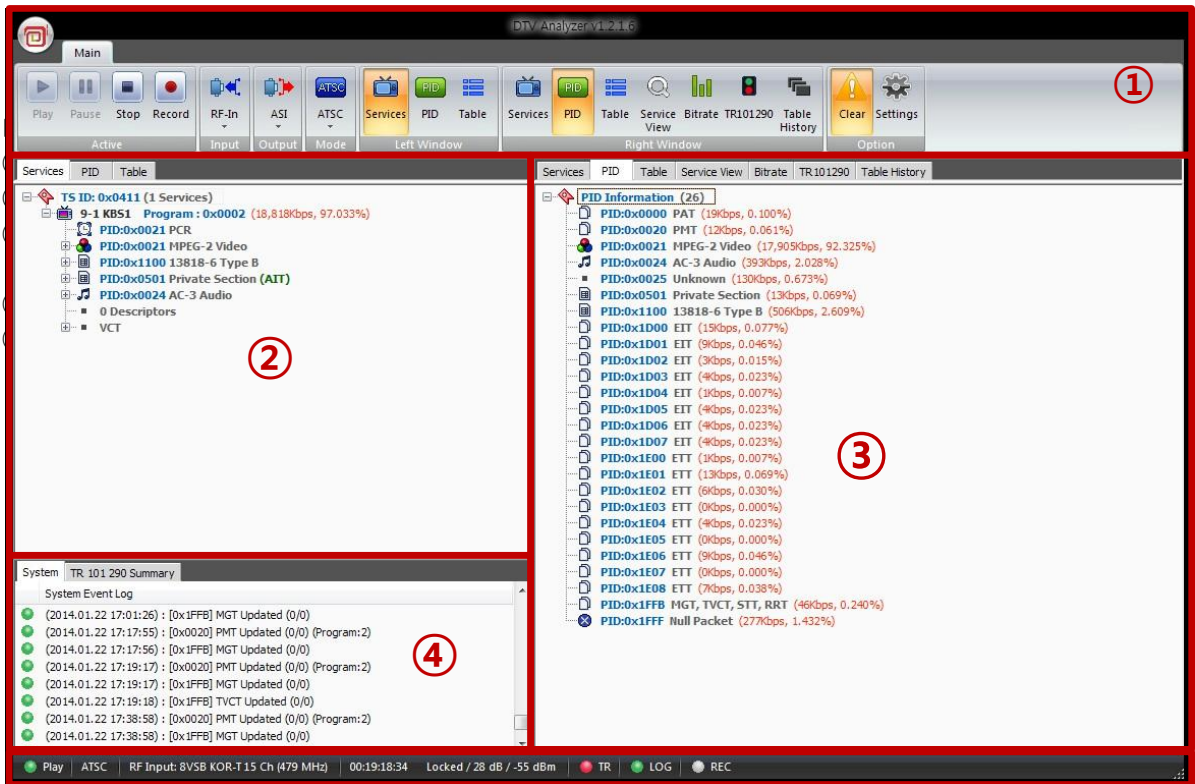 DTV Analyzer v1.2.1.6
Main
①
Play Pause Stop Record RF-In ASI ATSC Services PID Table Services PID Table Service View Bitrate TR101290 Table History Clear Settings
Active Input Output Mode Left Window Right Window Option
Services PID Table
TS ID: 0x0411 (1 Services)
9-1 KBS1 Program : 0x0002 (18,818Kbps, 97.033%)
PID:0x0021 PCR
PID:0x0021 MPEG-2 Video
PID:0x1100 13818-6 Type B
PID:0x0501 Private Section (AIT)
PID:0x0024 AC-3 Audio
0 Descriptors
VCT
②
Services PID Table Service View Bitrate TR101290 Table History
PID Information (26)
PID:0x0000 PAT (19Kbps, 0.100%)
PID:0x0020 PMT (12Kbps, 0.061%)
PID:0x0021 MPEG-2 Video (17,905Kbps, 92.325%)
PID:0x0024 AC-3 Audio (393Kbps, 2.028%)
PID:0x0025 Unknown (130Kbps, 0.673%)
PID:0x0501 Private Section (13Kbps, 0.069%)
PID:0x1100 13818-6 Type B (506Kbps, 2.609%)
PID:0x1D00 EIT (15Kbps, 0.077%)
PID:0x1D01 EIT (9Kbps, 0.046%)
PID:0x1D02 EIT (3Kbps, 0.015%)
PID:0x1D03 EIT (4Kbps, 0.023%)
PID:0x1D04 EIT (1Kbps, 0.007%)
PID:0x1D05 EIT (4Kbps, 0.023%)
PID:0x1D06 EIT (4Kbps, 0.023%)
PID:0x1D07 EIT (4Kbps, 0.023%)
PID:0x1E00 ETT (1Kbps, 0.007%)
PID:0x1E01 ETT (13Kbps, 0.069%)
PID:0x1E02 ETT (6Kbps, 0.030%)
PID:0x1E03 ETT (0Kbps, 0.000%)
PID:0x1E04 ETT (4Kbps, 0.023%)
PID:0x1E05 ETT (0Kbps, 0.000%)
PID:0x1E06 ETT (9Kbps, 0.046%)
PID:0x1E07 ETT (0Kbps, 0.000%)
PID:0x1E08 ETT (7Kbps, 0.038%)
PID:0x1FFB MGT, TVCT, STT, RRT (46Kbps, 0.240%)
PID:0x1FFF Null Packet (277Kbps, 1.432%)
③
System TR 101 290 Summary
System Event Log
(2014.01.22 17:01:26) : [0x1FFB] MGT Updated (0/0)
(2014.01.22 17:17:55) : [0x0020] PMT Updated (0/0) (Program:2)
(2014.01.22 17:17:56) : [0x1FFB] MGT Updated (0/0)
(2014.01.22 17:19:17) : [0x0020] PMT Updated (0/0) (Program:2)
(2014.01.22 17:19:17) : [0x1FFB] MGT Updated (0/0)
(2014.01.22 17:19:18) : [0x1FFB] TVCT Updated (0/0)
(2014.01.22 17:38:58) : [0x0020] PMT Updated (0/0) (Program:2)
(2014.01.22 17:38:58) : [0x1FFB] MGT Updated (0/0)
④
Play ATSC RF Input: 8VSB KOR-T 15 Ch (479 MHz) 00:19:18:34 Locked / 28 dB / -55 dBm TR LOG REC